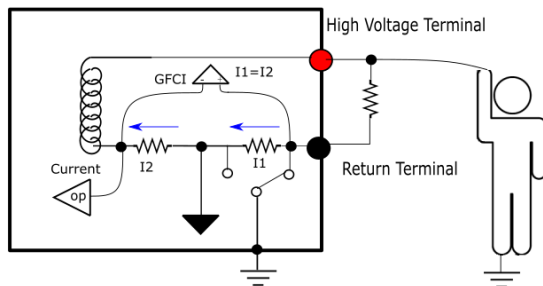 High Voltage Terminal
GFCI
I1=I2
- +
I2
I1
Current
op
Return Terminal